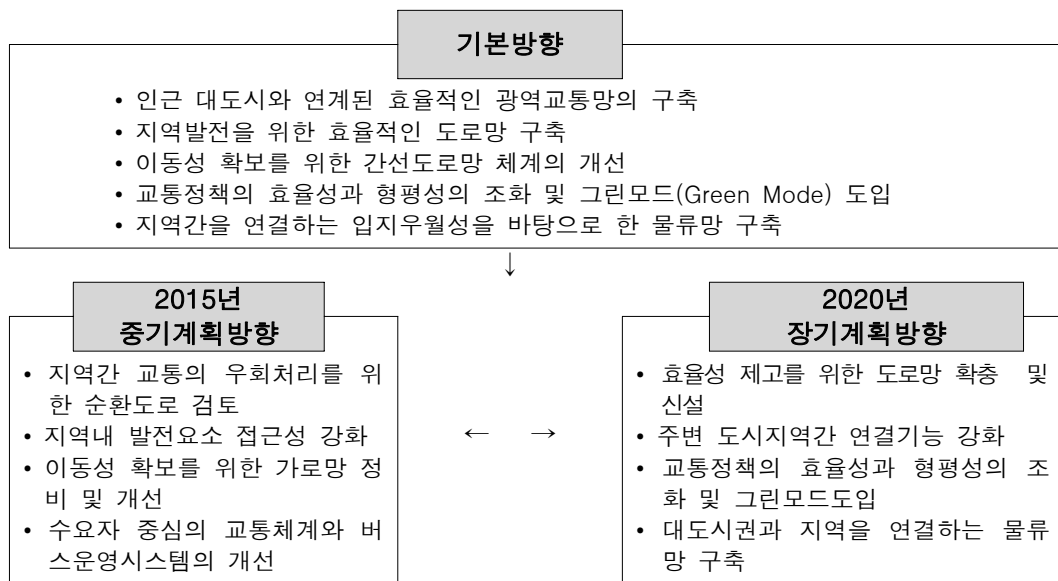 기본방향
• 인근 대도시와 연계된 효율적인 광역교통망의 구축
• 지역발전을 위한 효율적인 도로망 구축
• 이동성 확보를 위한 간선도로망 체계의 개선
• 교통정책의 효율성과 형평성의 조화 및 그린모드(Green Mode) 도입
• 지역간을 연결하는 입지우월성을 바탕으로 한 물류망 구축
↓
2015년
중기계획방향
• 지역간 교통의 우회처리를 위
한 순환도로 검토
• 지역내 발전요소 접근성 강화
• 이동성 확보를 위한 가로망 정
비 및 개선
• 수요자 중심의 교통체계와 버
스운영시스템의 개선
← →
2020년
장기계획방향
• 효율성 제고를 위한 도로망 확충 및
신설
• 주변 도시지역간 연결기능 강화
• 교통정책의 효율성과 형평성의 조
화 및 그린모드도입
• 대도시권과 지역을 연결하는 물류
망 구축